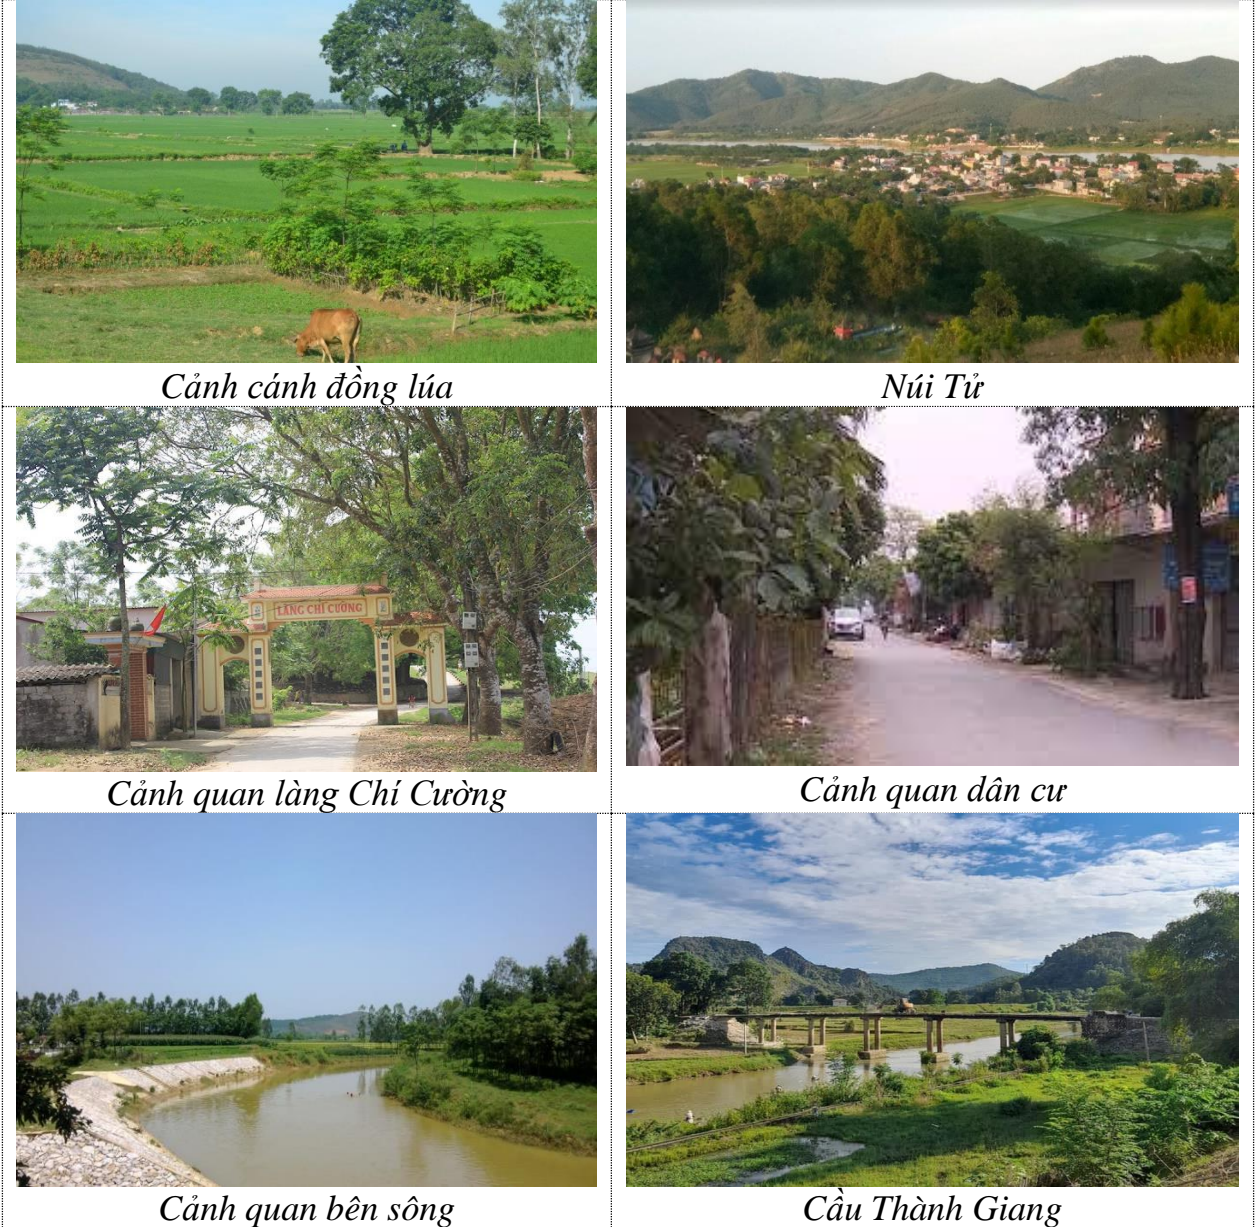 Cảnh cánh đồng lúa
Núi Tử
LÀNG CHÍ CƯỜNG
Cảnh quan làng Chí Cường
Cảnh quan dân cư
Cảnh quan bên sông
Cầu Thành Giang